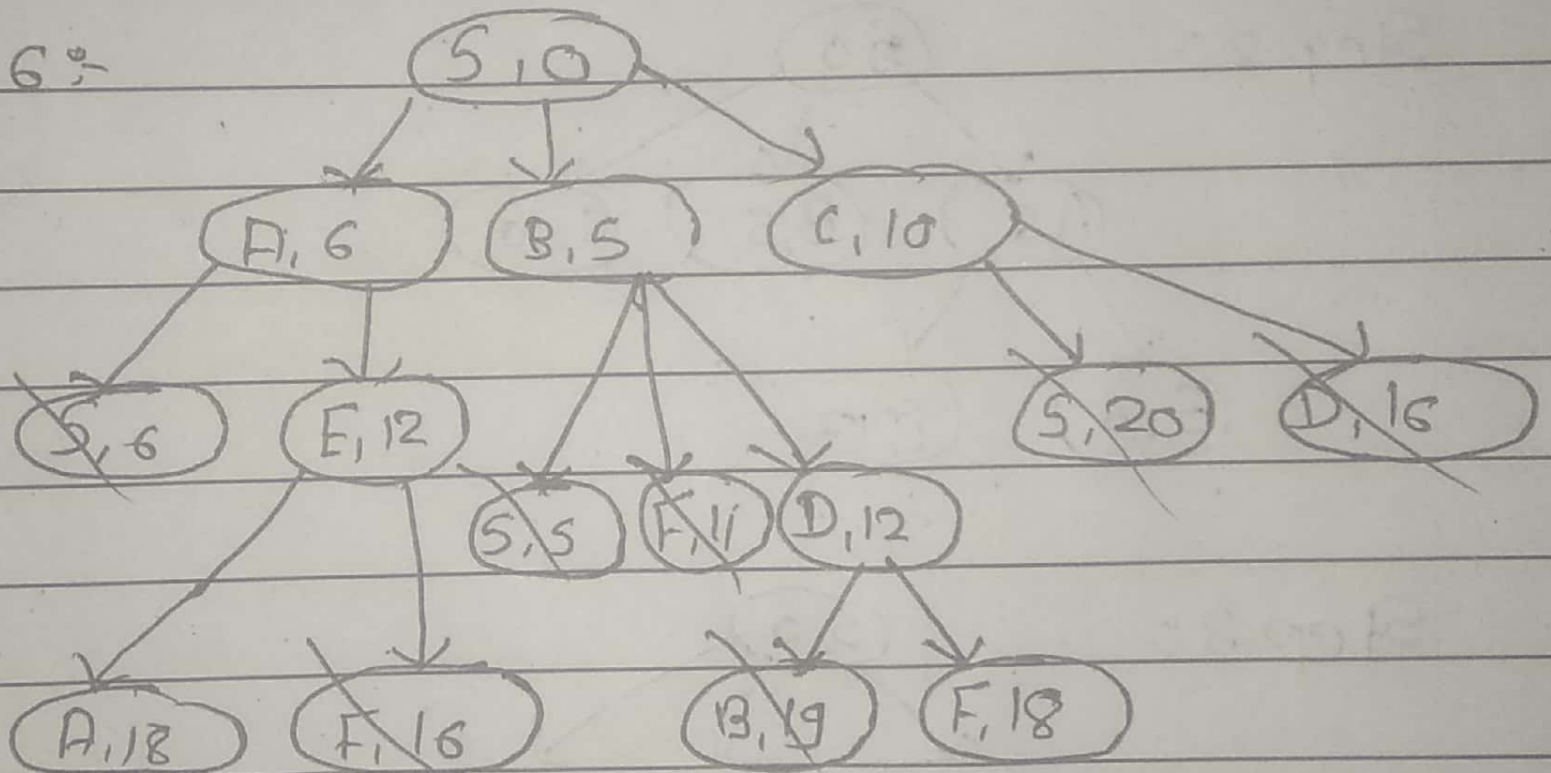 6:-
S, 0
A, 6 B, 5 C, 10
S, 6 E, 12 S, 20 D, 16
S, 5 F, 11 D, 12
A, 18 F, 16 B, 19 F, 18